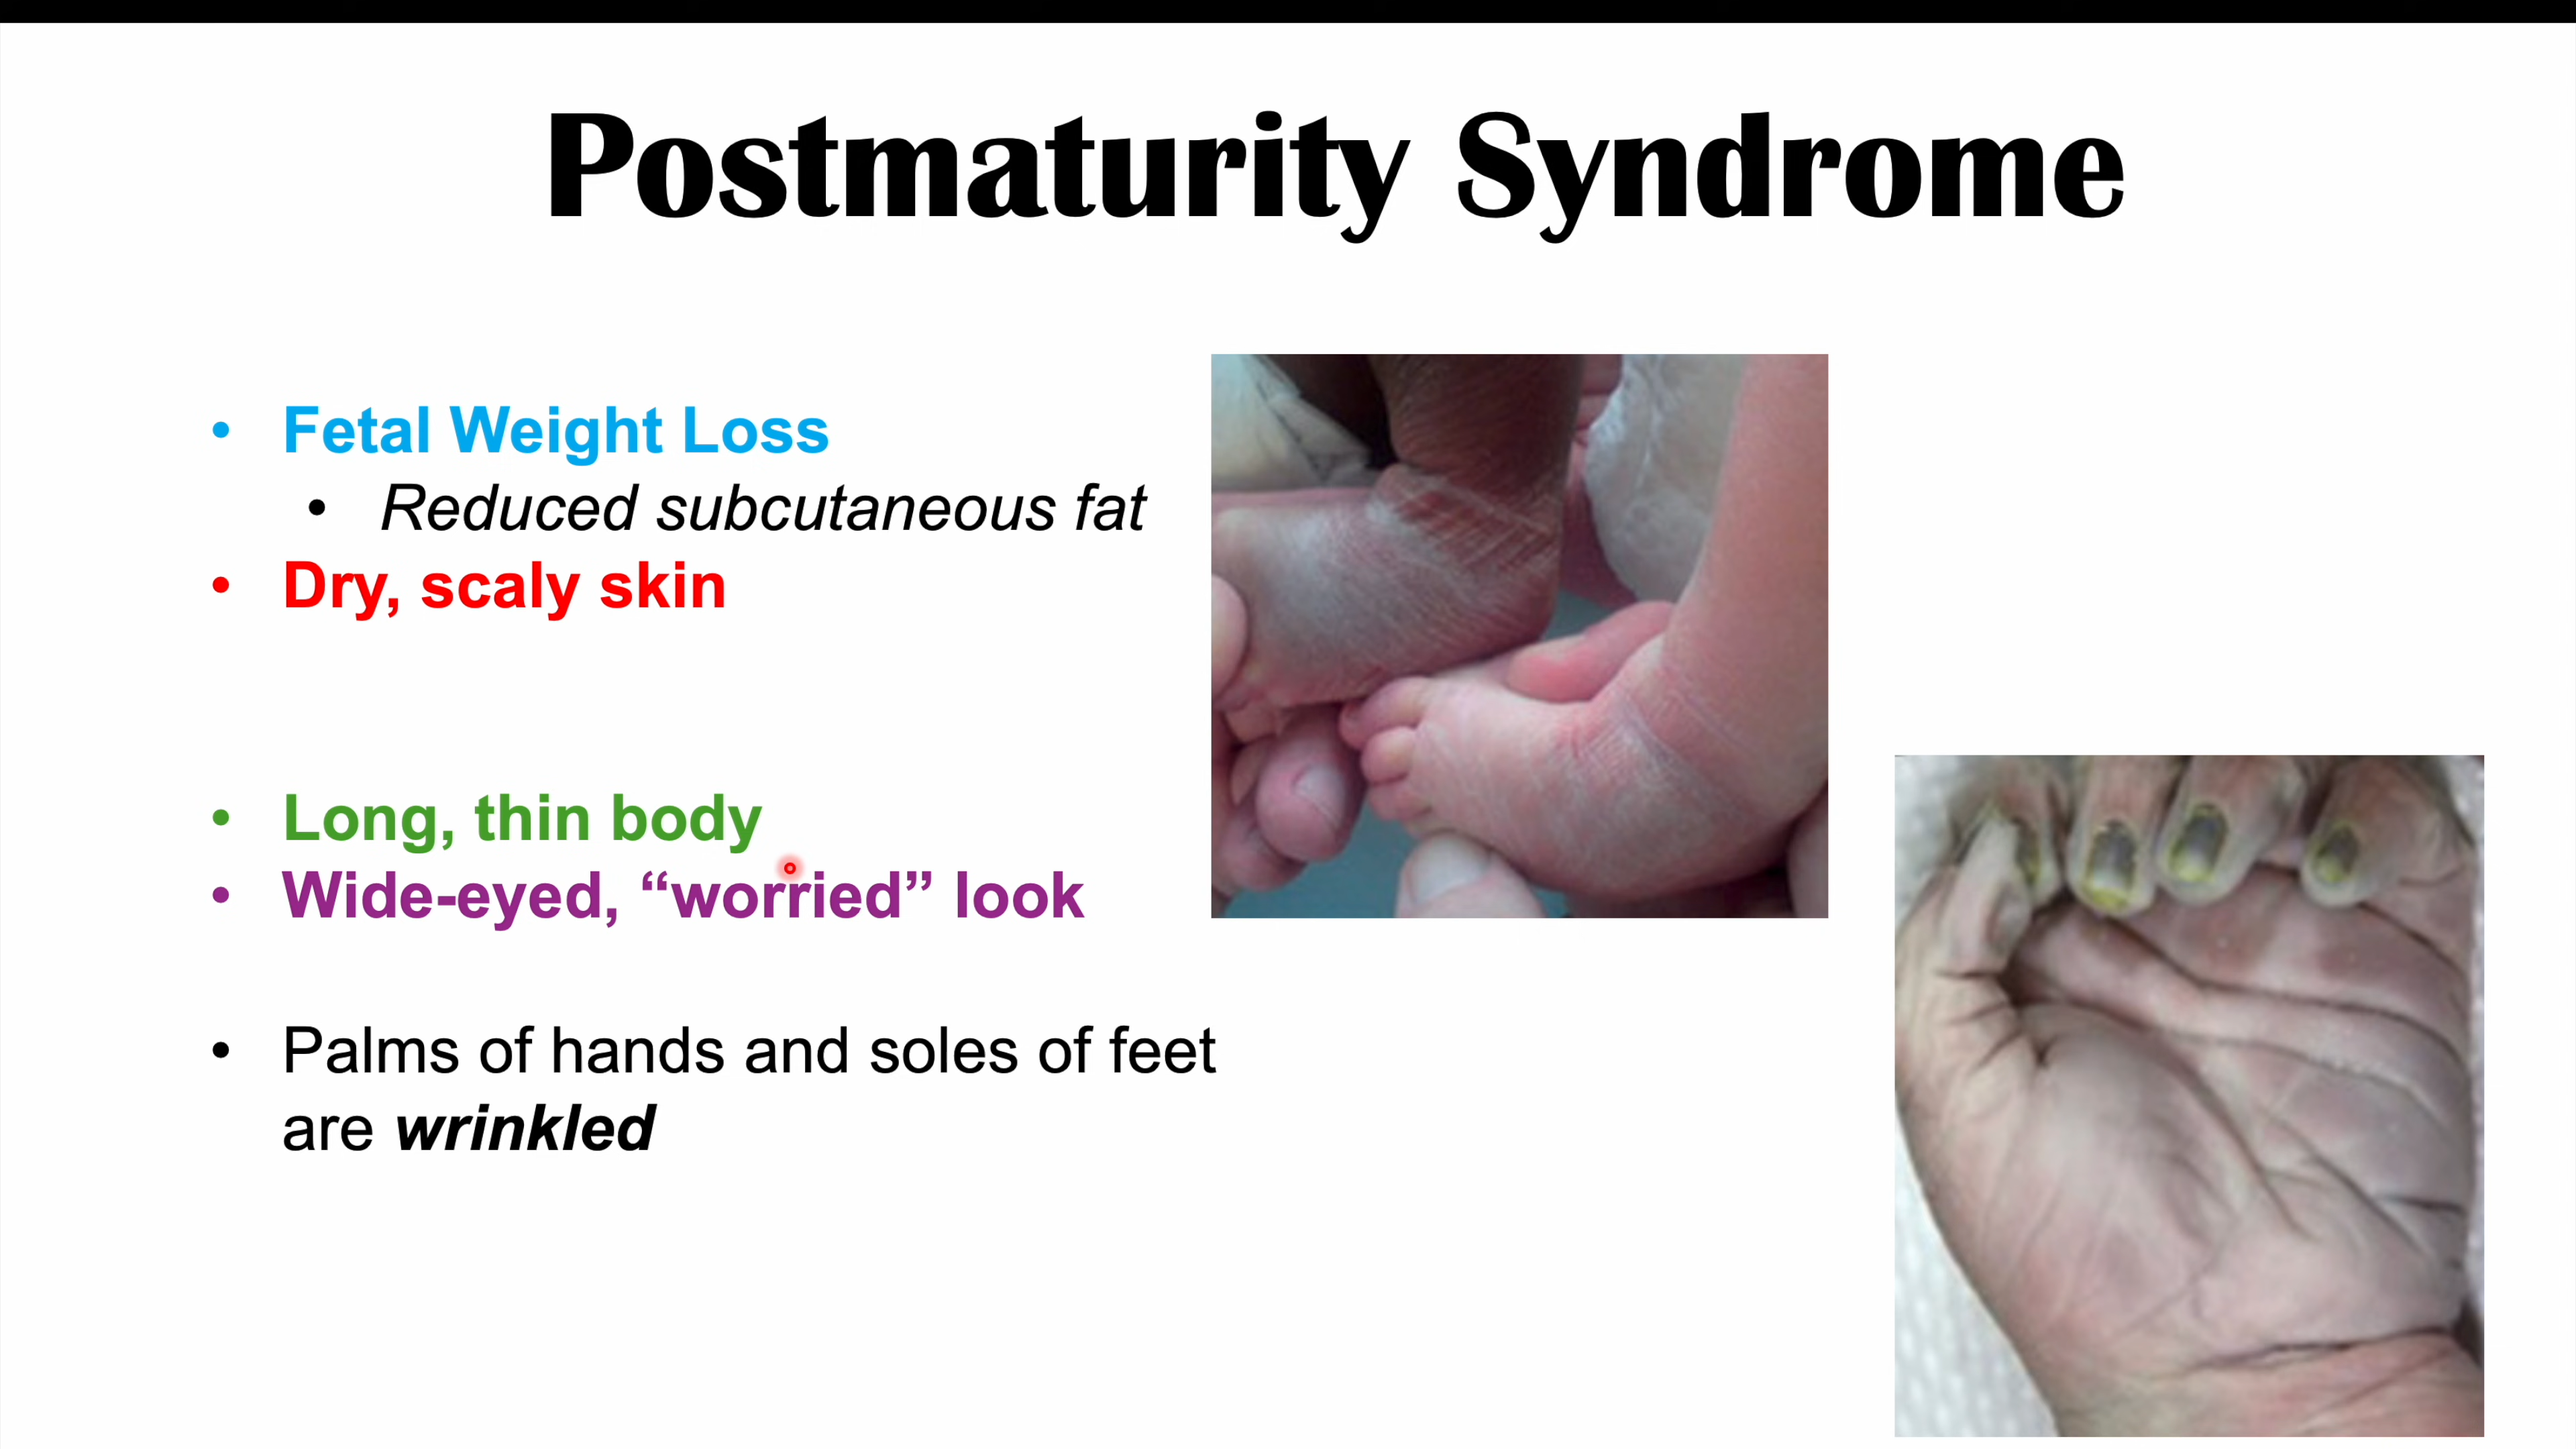 Postmaturity Syndrome
• Fetal Weight Loss
• Reduced subcutaneous fat
• Dry, scaly skin
• Long, thin body
• Wide-eyed, “worried” look
• Palms of hands and soles of feet
are wrinkled